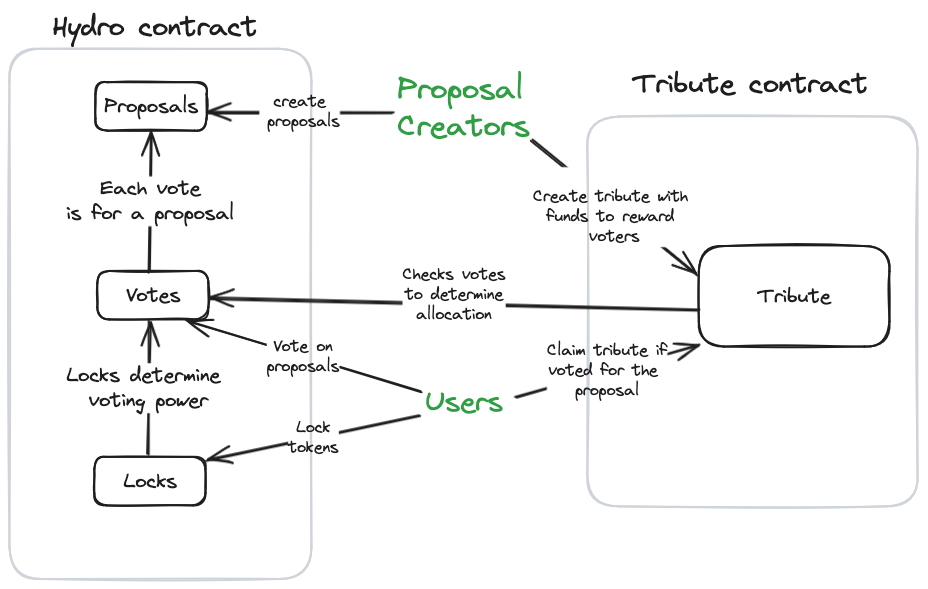 Hydro contract
Proposals
create
proposals
Proposal
Creators
Tribute contract
Each vote
is for a proposal
Create tribute with
funds to reward
voters
Votes
Checks votes
to determine
allocation
Tribute
Vote on
proposals
Claim tribute if
voted for the
proposal
Locks determine
voting power
Users
Lock
tokens
Locks